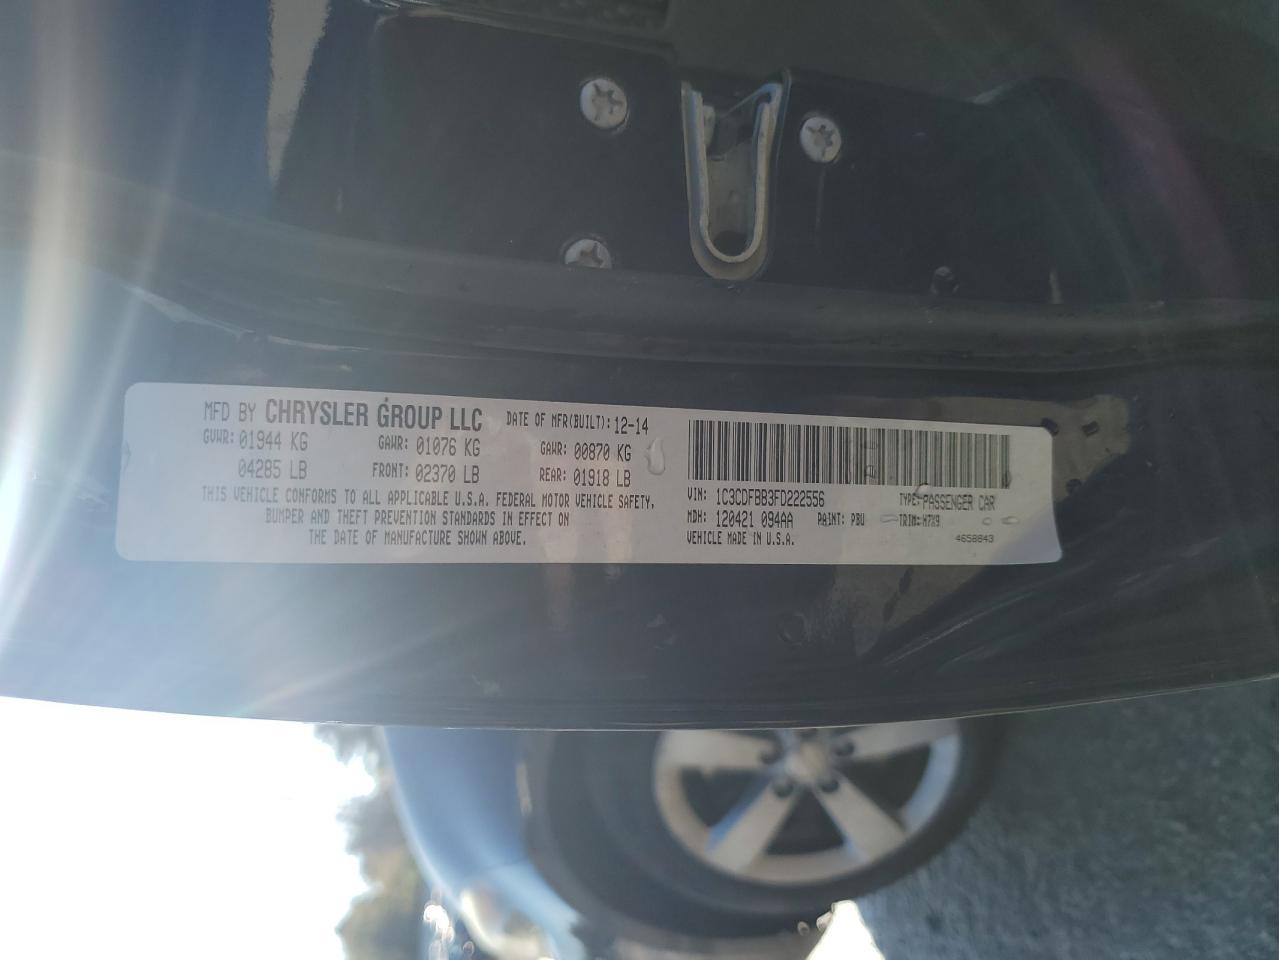 MFD BY CHRYSLER GROUP LLC DATE OF MFR(BUILT):12-14
GVWR:01944 KG GAWR:01076 KG GAWR:00870 KG
04285 LB FRONT:02370 LB REAR:01918 LB
THIS VEHICLE CONFORMS TO ALL APPLICABLE U.S.A. FEDERAL MOTOR VEHICLE SAFETY,
BUMPER AND THEFT PREVENTION STANDARDS IN EFFECT ON
THE DATE OF MANUFACTURE SHOWN ABOVE.
VIN: 1C3CDFBB3FD222556 TYPE:PASSENGER CAR
MDH: 120421 094AA PAINT: PBU TRIM:H7X9
VEHICLE MADE IN U.S.A. 4658843